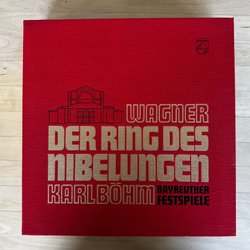 WAGNER
DER RING DES
NIBELUNGEN
KARL BÖHM BAYREUTHER
FESTSPIELE